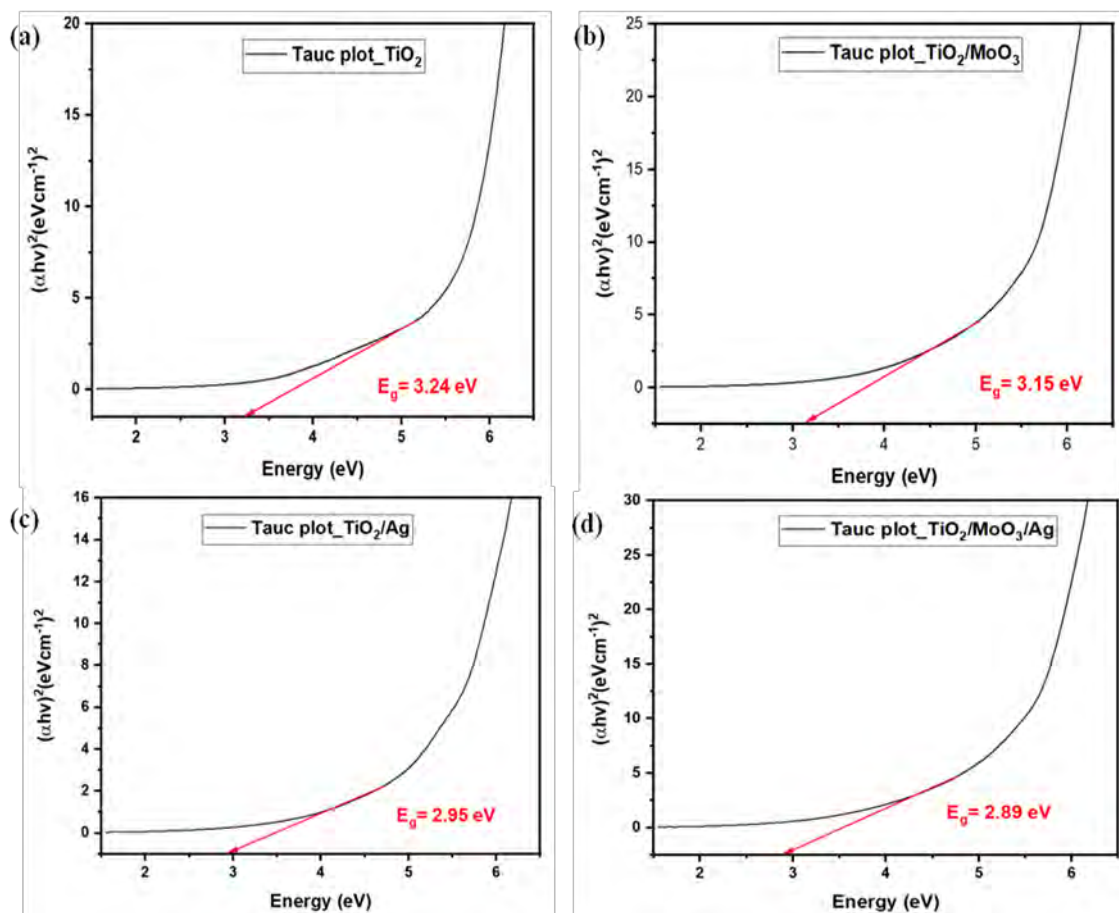 (a)
Tauc plot_TiO₂
20
15
10
5
0
(αhν)²(eVcm⁻¹)²
E_g= 3.24 eV
2 3 4 5 6
Energy (eV)
(b)
Tauc plot_TiO₂/MoO₃
25
20
15
10
5
0
(αhν)²(eVcm⁻¹)²
E_g= 3.15 eV
2 3 4 5 6
Energy (eV)
(c)
Tauc plot_TiO₂/Ag
16
14
12
10
8
6
4
2
0
(αhν)²(eVcm⁻¹)²
E_g= 2.95 eV
2 3 4 5 6
Energy (eV)
(d)
Tauc plot_TiO₂/MoO₃/Ag
30
25
20
15
10
5
0
(αhν)²(eVcm⁻¹)²
E_g= 2.89 eV
2 3 4 5 6
Energy (eV)